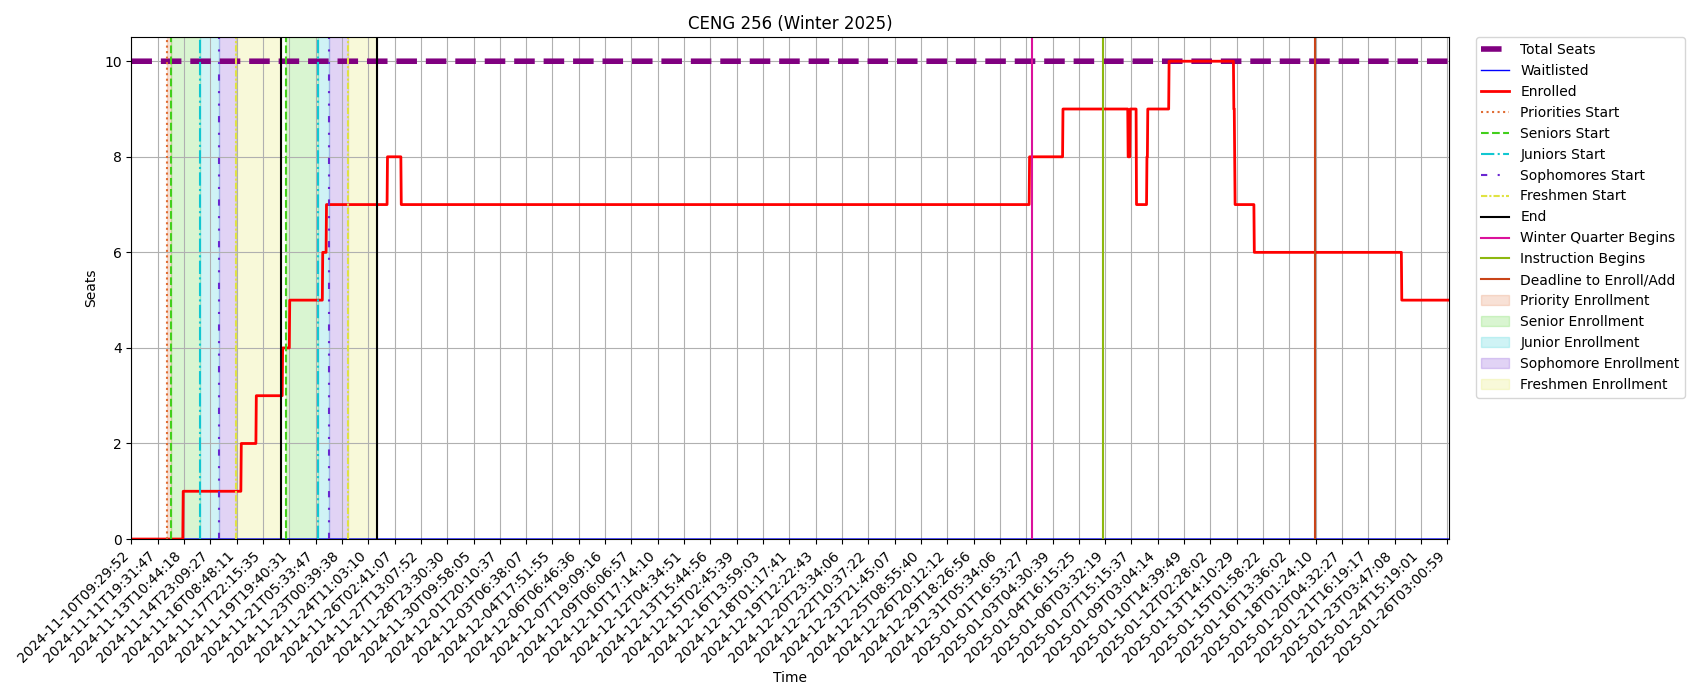 CENG 256 (Winter 2025)
Seats
10
8
6
4
2
0
2024-11-10T09:29:52
2024-11-11T19:31:47
2024-11-13T10:44:18
2024-11-14T23:09:27
2024-11-16T08:48:11
2024-11-17T22:15:35
2024-11-19T19:40:31
2024-11-21T05:33:47
2024-11-23T00:39:38
2024-11-24T11:03:10
2024-11-26T02:41:07
2024-11-27T13:07:52
2024-11-28T23:30:30
2024-11-30T09:58:05
2024-12-01T20:10:37
2024-12-03T06:38:07
2024-12-04T17:51:55
2024-12-06T06:46:36
2024-12-07T19:09:16
2024-12-09T06:06:57
2024-12-10T17:14:10
2024-12-12T04:34:51
2024-12-13T15:44:56
2024-12-15T02:45:39
2024-12-16T13:59:03
2024-12-18T01:17:41
2024-12-19T12:22:43
2024-12-20T23:34:06
2024-12-22T10:37:22
2024-12-23T21:45:07
2024-12-25T08:55:40
2024-12-26T20:12:12
2024-12-29T18:26:56
2024-12-31T05:34:06
2025-01-01T16:53:27
2025-01-03T04:30:39
2025-01-04T16:15:25
2025-01-06T03:32:19
2025-01-07T15:15:37
2025-01-09T03:04:14
2025-01-10T14:39:49
2025-01-12T02:28:02
2025-01-13T14:10:29
2025-01-15T01:58:22
2025-01-16T13:36:02
2025-01-18T01:24:10
2025-01-20T04:32:27
2025-01-21T16:19:17
2025-01-23T03:47:08
2025-01-24T15:19:01
2025-01-26T03:00:59
Time
Total Seats
Waitlisted
Enrolled
Priorities Start
Seniors Start
Juniors Start
Sophomores Start
Freshmen Start
End
Winter Quarter Begins
Instruction Begins
Deadline to Enroll/Add
Priority Enrollment
Senior Enrollment
Junior Enrollment
Sophomore Enrollment
Freshmen Enrollment